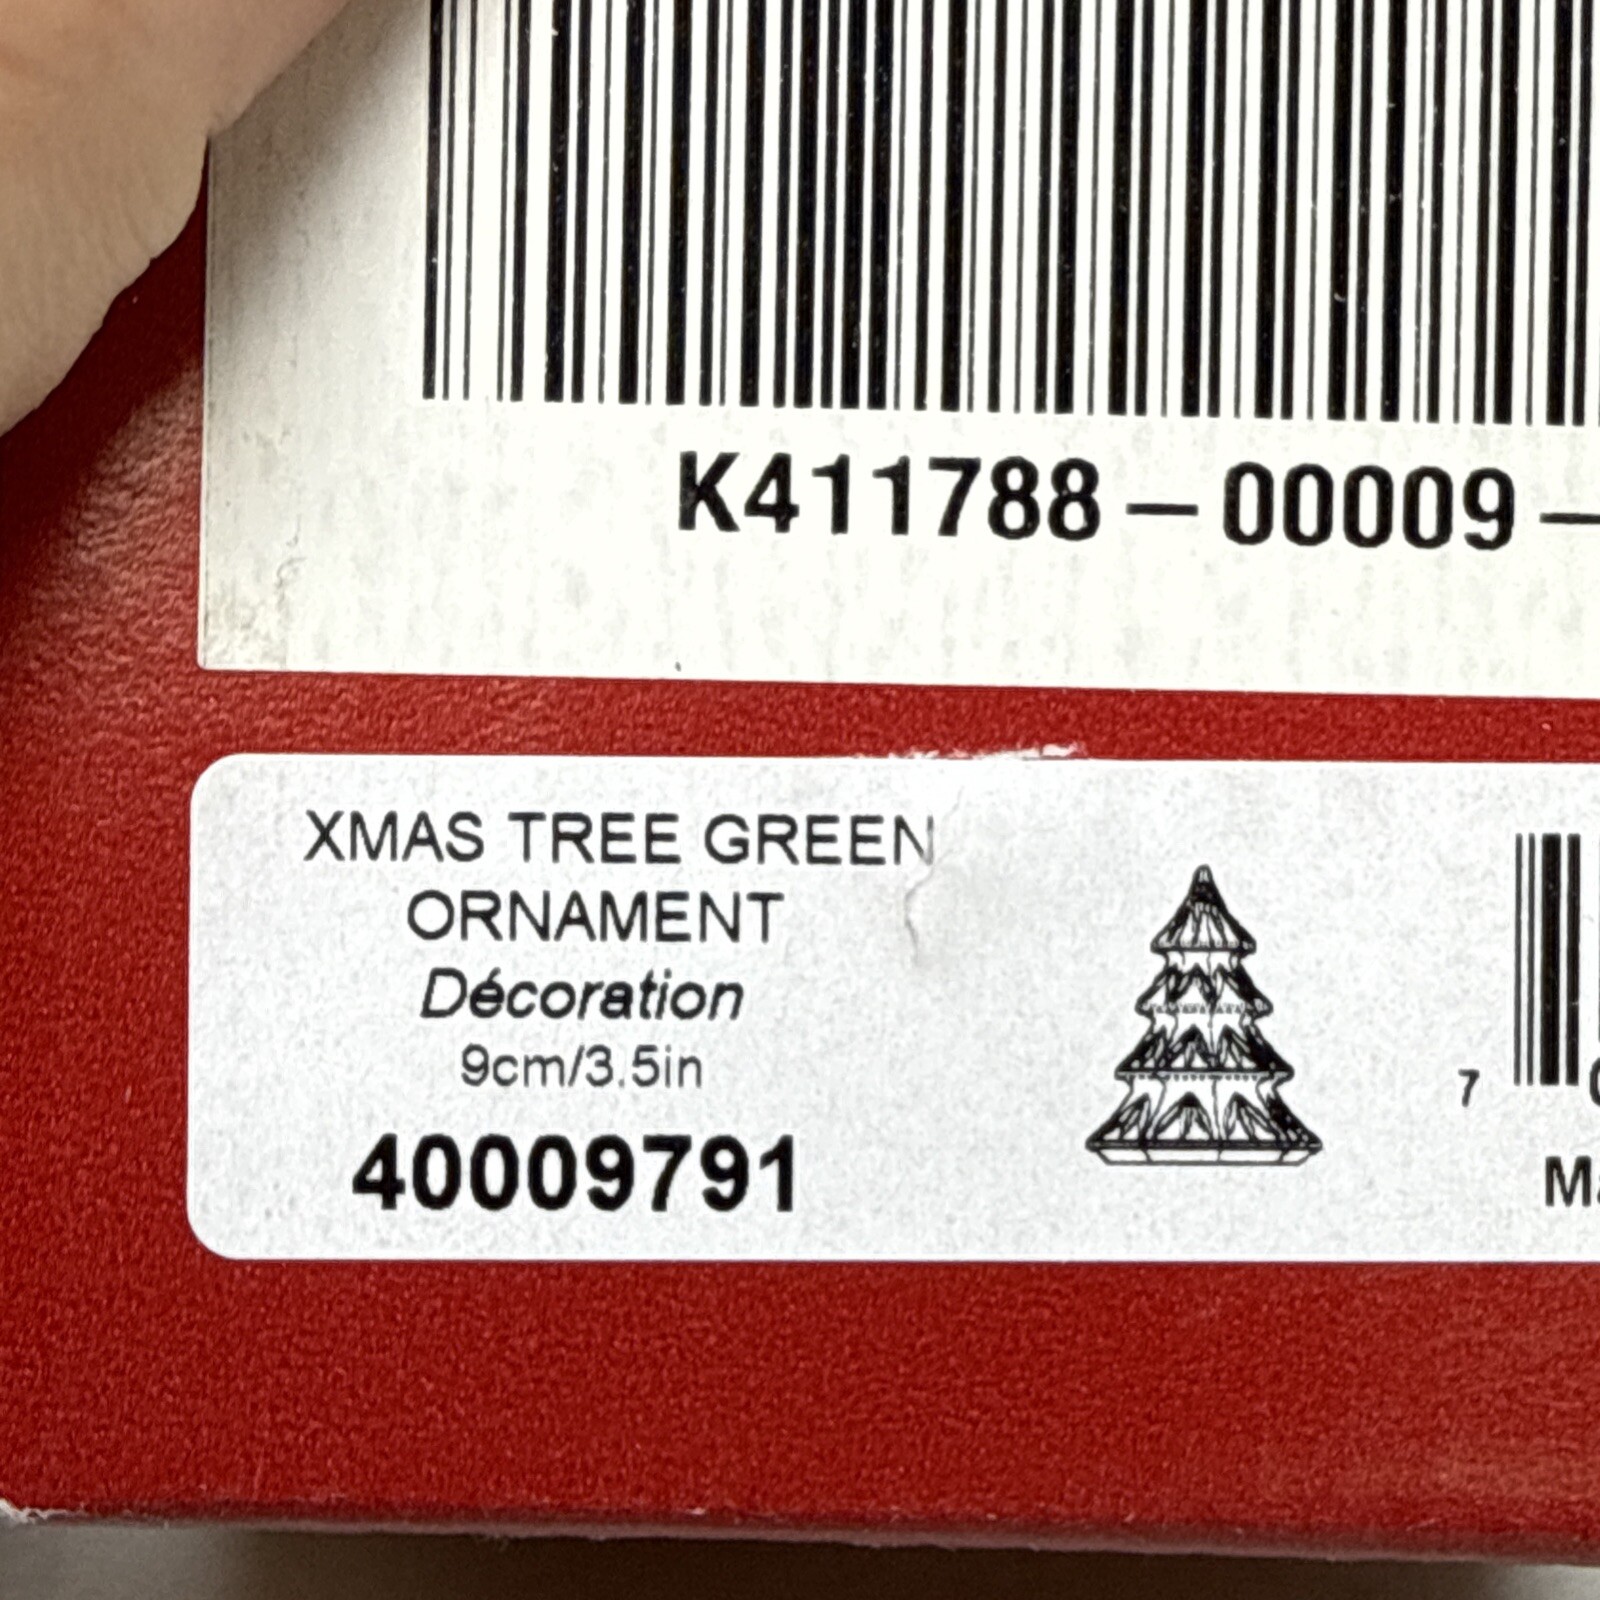 K411788-00009-
XMAS TREE GREEN
ORNAMENT
Décoration
9cm/3.5in
40009791
7